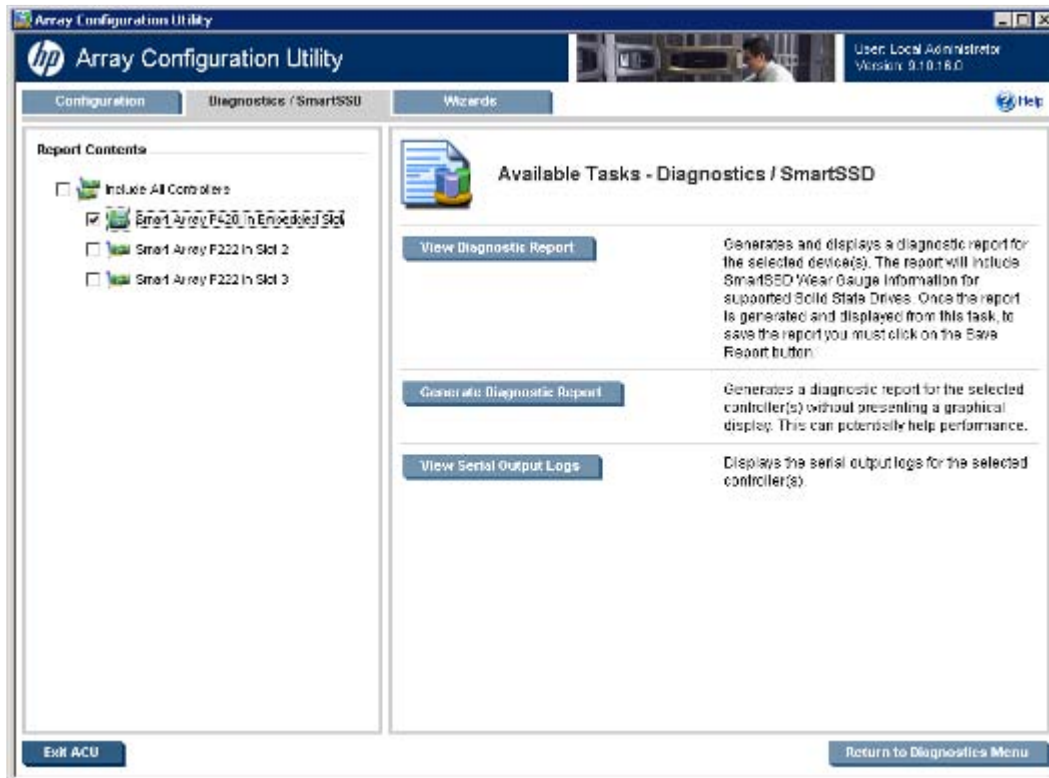 Array Configuration Utility
hp
Array Configuration Utility
User: Local Administrator
Version: 9.10.16.0
Configuration
Diagnostics / SmartSSD
Wizards
Help
Report Contents
Include All Controllers
Smart Array P420 in Embedded Slot
Smart Array P222 in Slot 2
Smart Array P222 in Slot 3
Available Tasks - Diagnostics / SmartSSD
View Diagnostic Report
Generates and displays a diagnostic report for
the selected device(s). The report will include
SmartSSD Wear Gauge information for
supported Solid State Drives. Once the report
is generated and displayed from this task, to
save the report you must click on the Save
Report button.
Generate Diagnostic Report
Generates a diagnostic report for the selected
controller(s) without presenting a graphical
display. This can potentially help performance.
View Serial Output Logs
Displays the serial output logs for the selected
controller(s).
Exit ACU
Return to Diagnostics Menu